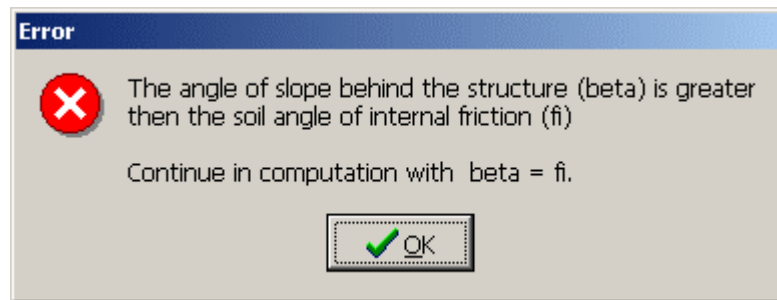 Error
The angle of slope behind the structure (beta) is greater
then the soil angle of internal friction (fi)
Continue in computation with  beta = fi.
OK